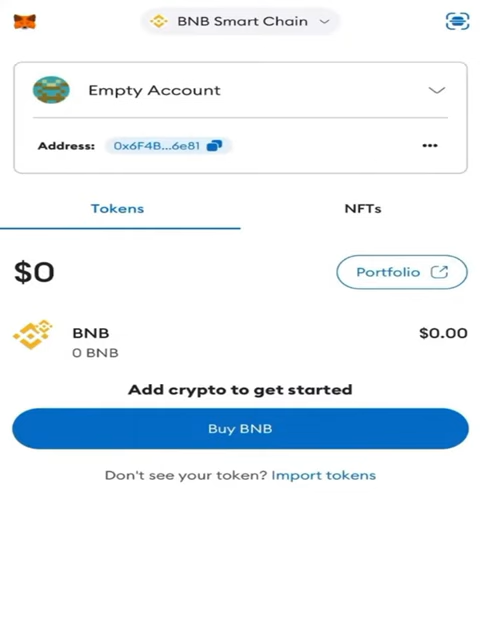 BNB Smart Chain
Empty Account
Address: 0x6F4B...6e81
Tokens NFTs
$0 Portfolio
BNB $0.00
0 BNB
Add crypto to get started
Buy BNB
Don't see your token? Import tokens